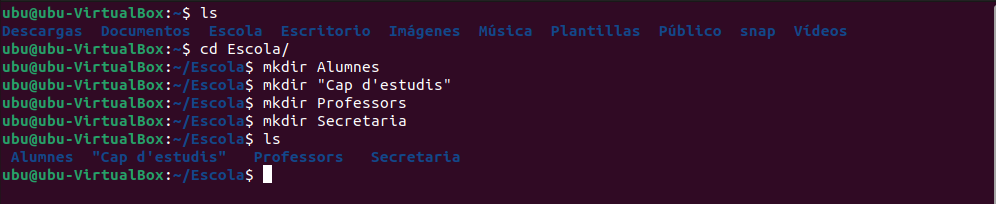 ubu@ubu-VirtualBox:~$ ls
Descargas Documentos Escola Escritorio Imágenes Música Plantillas Público snap Vídeos
ubu@ubu-VirtualBox:~$ cd Escola/
ubu@ubu-VirtualBox:~/Escola$ mkdir Alumnes
ubu@ubu-VirtualBox:~/Escola$ mkdir "Cap d'estudis"
ubu@ubu-VirtualBox:~/Escola$ mkdir Professors
ubu@ubu-VirtualBox:~/Escola$ mkdir Secretaria
ubu@ubu-VirtualBox:~/Escola$ ls
Alumnes "Cap d'estudis" Professors Secretaria
ubu@ubu-VirtualBox:~/Escola$